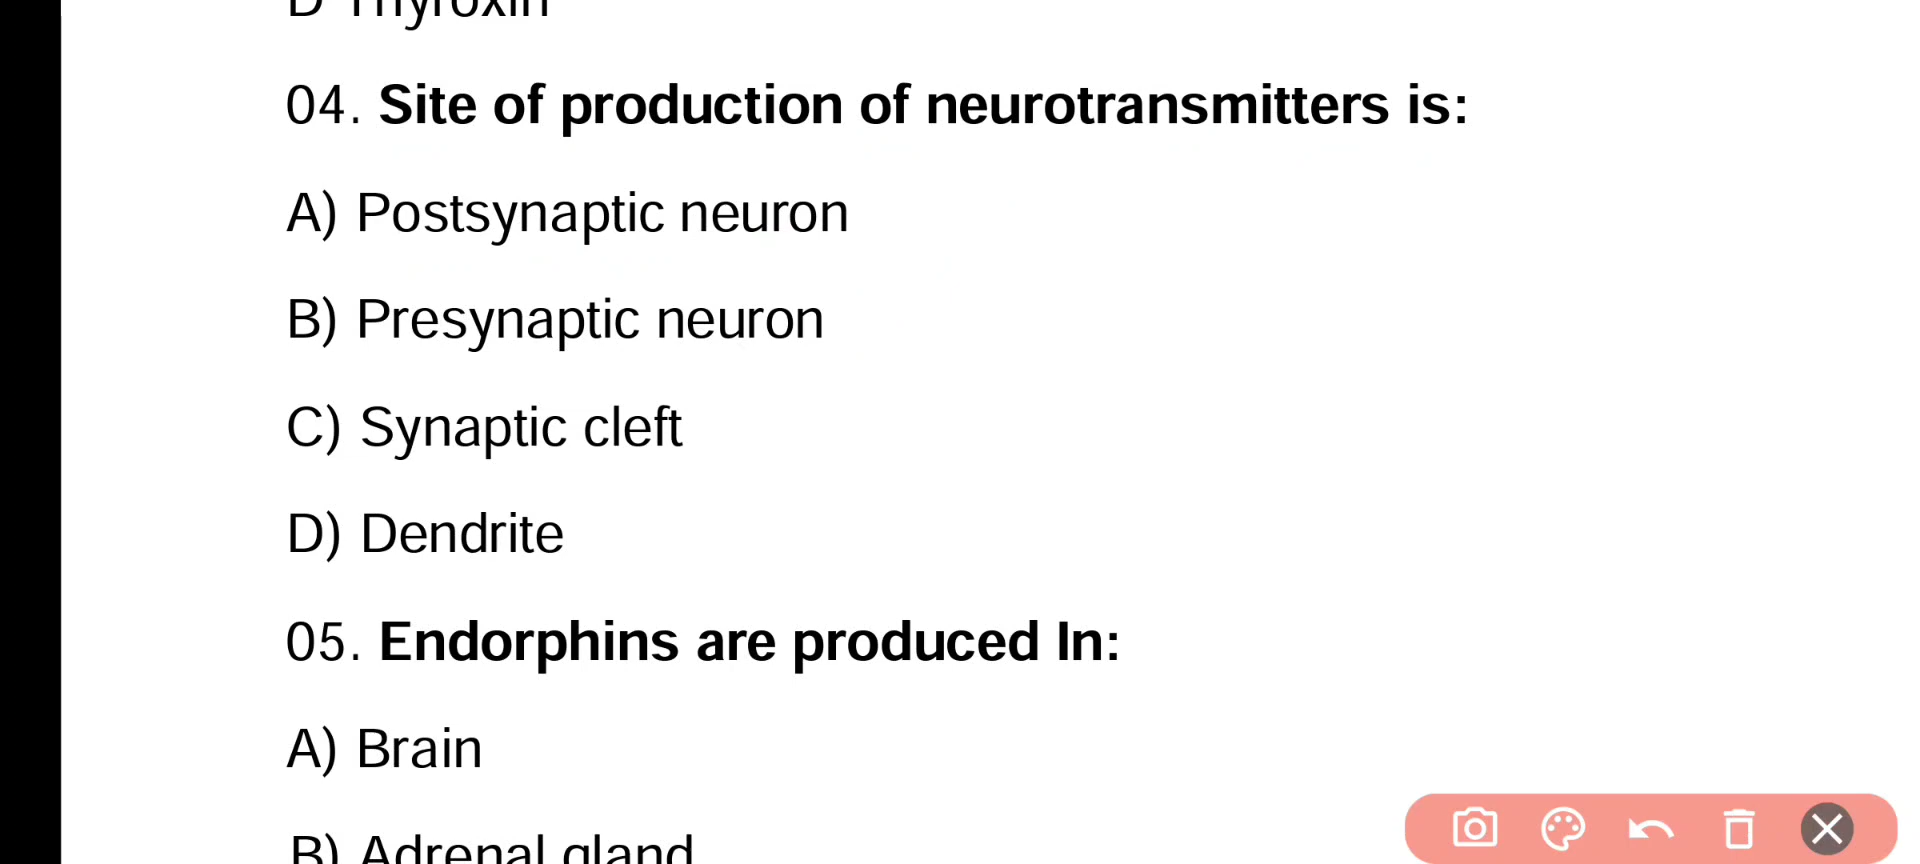 D Thyroxin
04. Site of production of neurotransmitters is:
A) Postsynaptic neuron
B) Presynaptic neuron
C) Synaptic cleft
D) Dendrite
05. Endorphins are produced In:
A) Brain
B) Adrenal gland